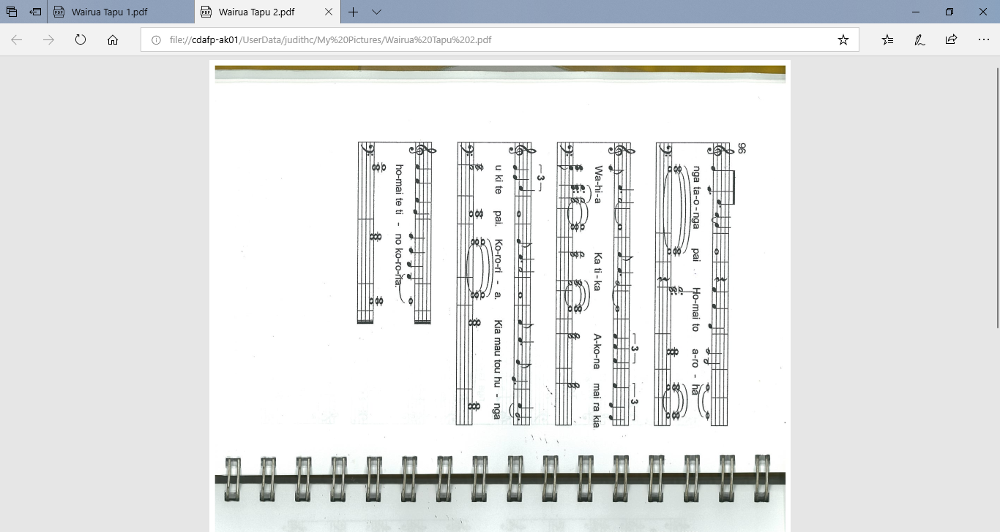 Wairua Tapu 1.pdf
Wairua Tapu 2.pdf
file://cdafp-ak01/UserData/judithc/My%20Pictures/Wairua%20Tapu%202.pdf
96
nga ta-o-nga pai Ho-mai to a-ro - ha
3 3
Wa-hi-a Ka ti-ka A-ko-na mai ra kia
3
u ki te pai. Ko-ro-ri - a. Kia mau tou hu - nga
ho-mai te ti - no ko-ro-ria.